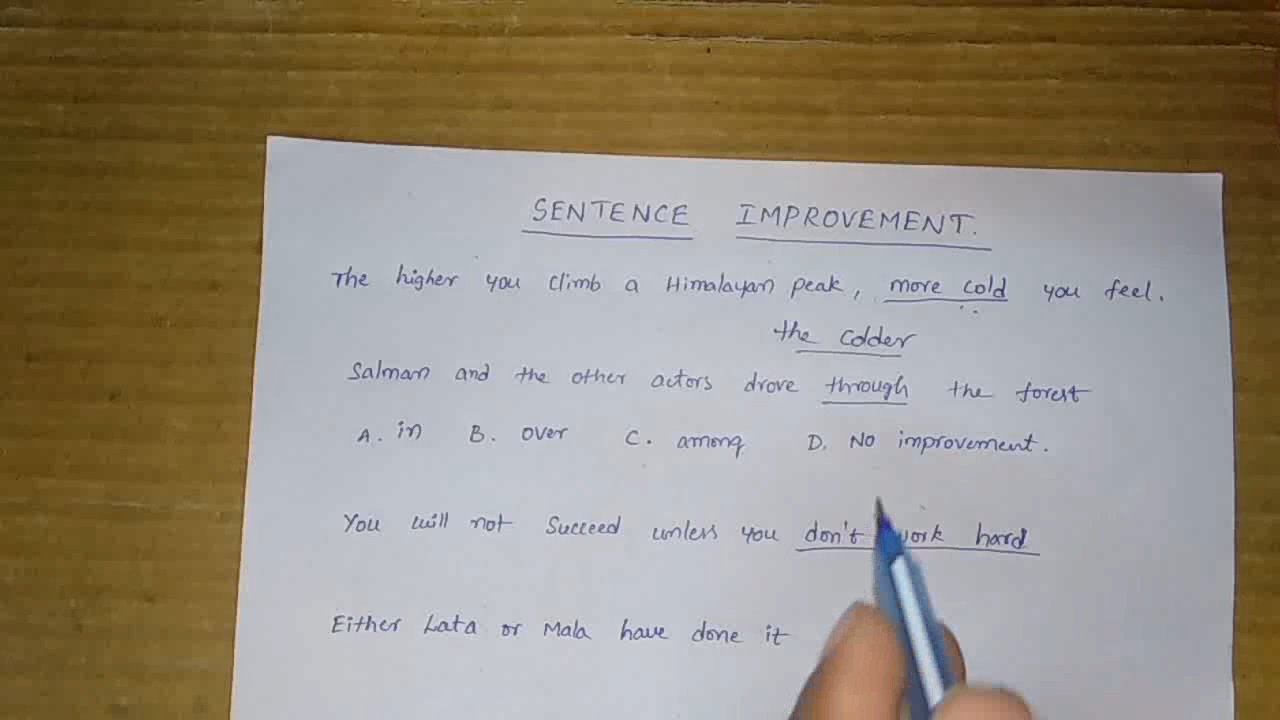 SENTENCE IMPROVEMENT.
The higher you climb a Himalayan peak, more cold you feel.
the colder
Salman and the other actors drove through the forest
A. in B. over C. among D. No improvement.
You will not succeed unless you don't work hard
Either Lata or Mala have done it